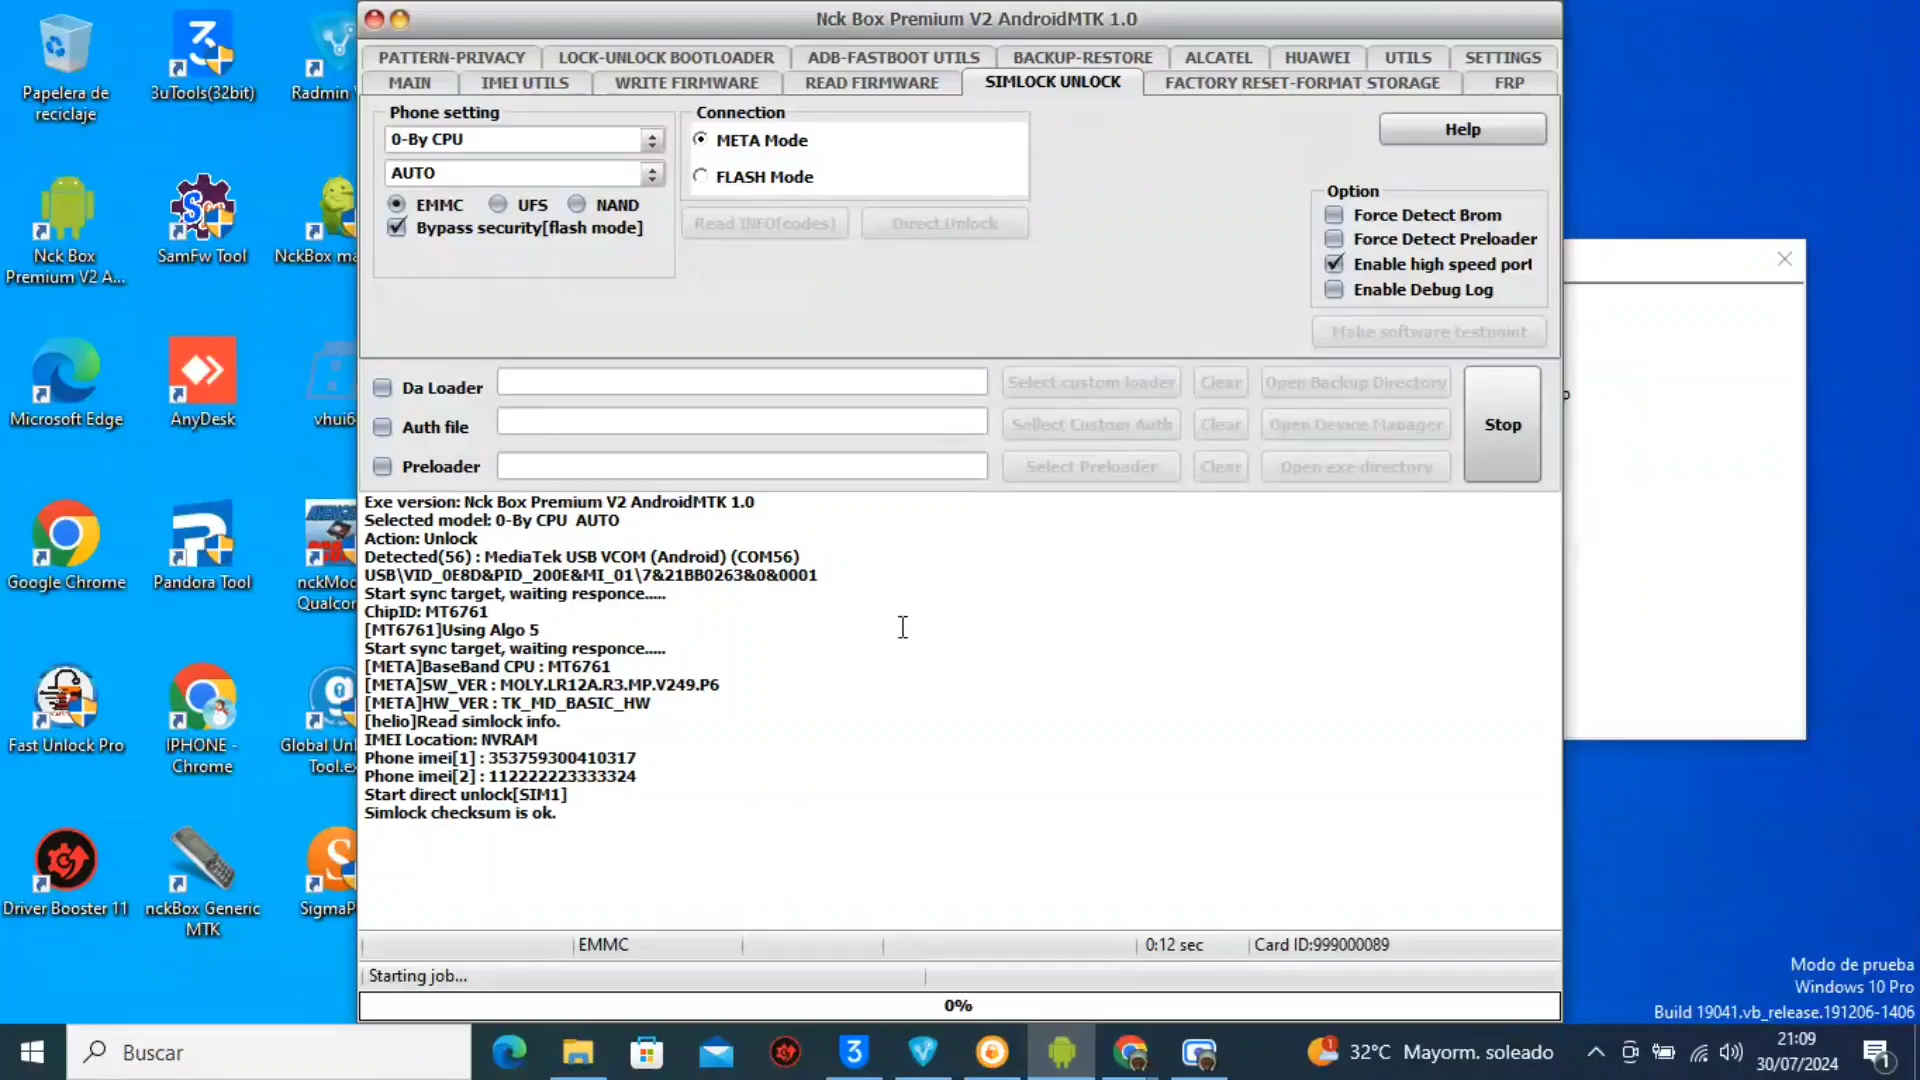 Nck Box Premium V2 AndroidMTK 1.0
PATTERN-PRIVACY LOCK-UNLOCK BOOTLOADER ADB-FASTBOOT UTILS BACKUP-RESTORE ALCATEL HUAWEI UTILS SETTINGS
MAIN IMEI UTILS WRITE FIRMWARE READ FIRMWARE SIMLOCK UNLOCK FACTORY RESET-FORMAT STORAGE FRP
Phone setting
0-By CPU
AUTO
EMMC UFS NAND
Bypass security[flash mode]
Connection
META Mode
FLASH Mode
Read INFO(codes) Direct Unlock
Help
Option
Force Detect Brom
Force Detect Preloader
Enable high speed port
Enable Debug Log
Make software testpoint
Da Loader Select custom loader Clear Open Backup Directory
Auth file Sellect Custom Auth Clear Open Device Manager
Preloader Select Preloader Clear Open exe directory
Stop
Exe version: Nck Box Premium V2 AndroidMTK 1.0
Selected model: 0-By CPU AUTO
Action: Unlock
Detected(56) : MediaTek USB VCOM (Android) (COM56)
USB\VID_0E8D&PID_200E&MI_01\7&21BB0263&0&0001
Start sync target, waiting responce.....
ChipID: MT6761
[MT6761]Using Algo 5
Start sync target, waiting responce.....
[META]BaseBand CPU : MT6761
[META]SW_VER : MOLY.LR12A.R3.MP.V249.P6
[META]HW_VER : TK_MD_BASIC_HW
[helio]Read simlock info.
IMEI Location: NVRAM
Phone imei[1] : 353759300410317
Phone imei[2] : 112222223333324
Start direct unlock[SIM1]
Simlock checksum is ok.
EMMC 0:12 sec Card ID:999000089
Starting job...
0%
Papelera de
reciclaje
3uTools(32bit)
Radmin
Nck Box
Premium V2 A...
SamFw Tool
NckBox
Microsoft Edge
AnyDesk
Google Chrome
Pandora Tool
Qualcon
Fast Unlock Pro
IPHONE -
Chrome
Global
Tool.ex
Driver Booster 11
nckBox Generic
MTK
Modo de prueba
Windows 10 Pro
Build 19041.vb_release.191206-1406
Buscar
32°C Mayorm. soleado
21:09
30/07/2024
1